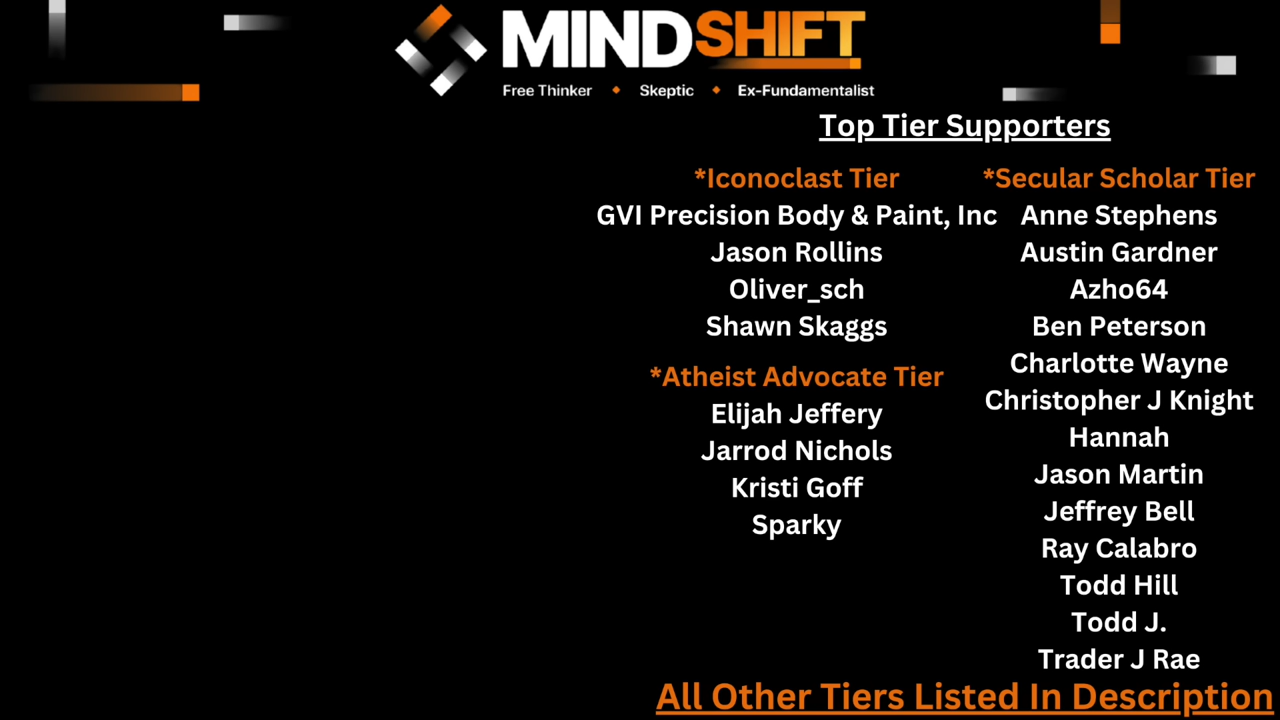 MINDSHIFT
Free Thinker • Skeptic • Ex-Fundamentalist
Top Tier Supporters
*Iconoclast Tier
GVI Precision Body & Paint, Inc
Jason Rollins
Oliver_sch
Shawn Skaggs
*Atheist Advocate Tier
Elijah Jeffery
Jarrod Nichols
Kristi Goff
Sparky
*Secular Scholar Tier
Anne Stephens
Austin Gardner
Azho64
Ben Peterson
Charlotte Wayne
Christopher J Knight
Hannah
Jason Martin
Jeffrey Bell
Ray Calabro
Todd Hill
Todd J.
Trader J Rae
All Other Tiers Listed In Description